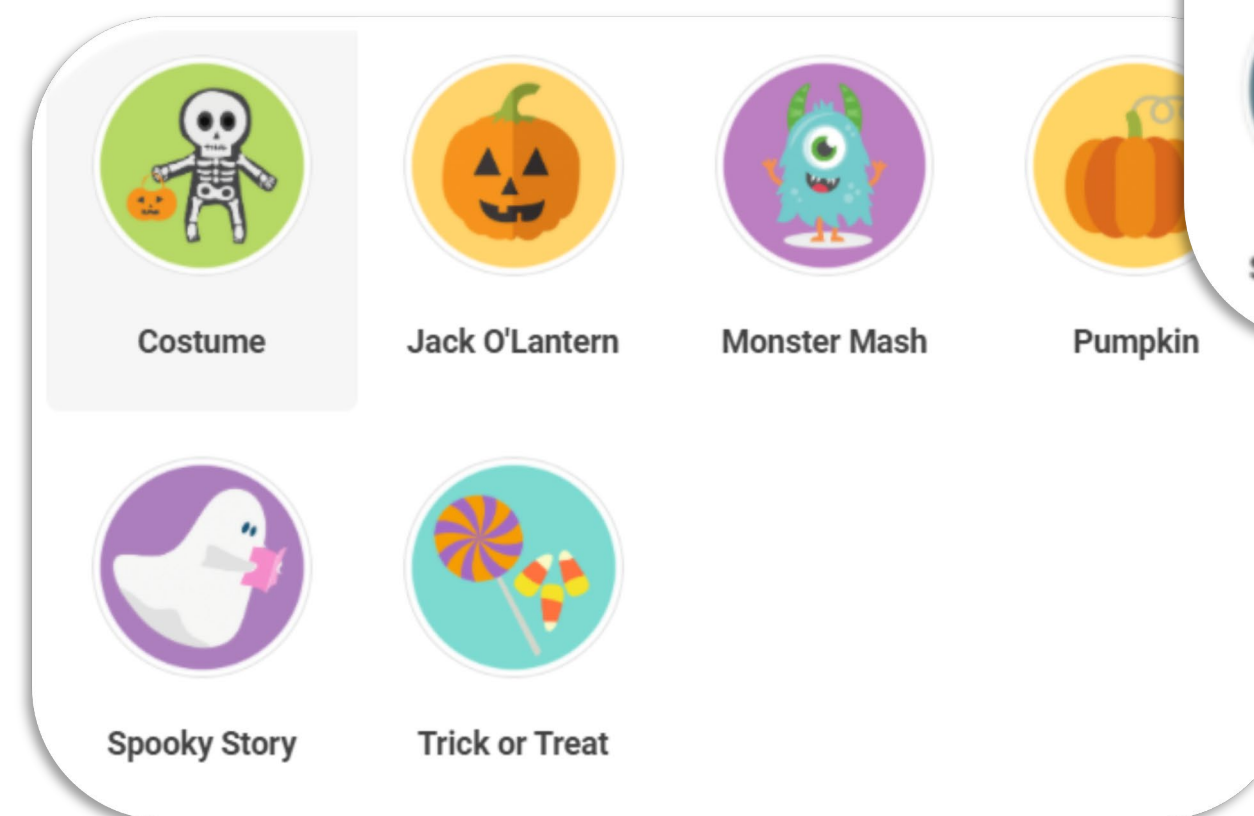 Costume
Jack O'Lantern
Monster Mash
Pumpkin
Spooky Story
Trick or Treat